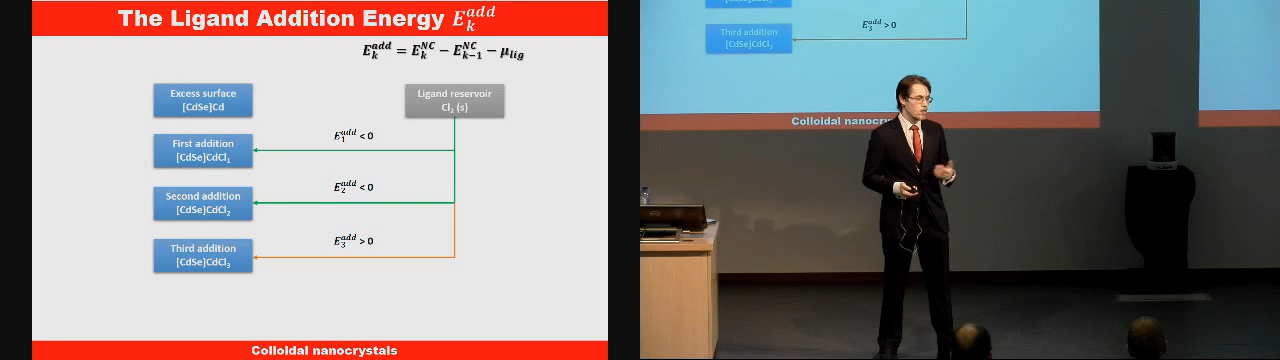 The Ligand Addition Energy E_k^add
E_k^add = E_k^NC − E_{k-1}^NC − μ_lig
Excess surface
[CdSe]Cd
Ligand reservoir
Cl₂ (s)
E_1^add < 0
First addition
[CdSe]CdCl₁
E_2^add < 0
Second addition
[CdSe]CdCl₂
E_3^add > 0
Third addition
[CdSe]CdCl₃
Colloidal nanocrystals
E_3^add > 0
Third addition
[CdSe]CdCl₃
Colloidal nanocry